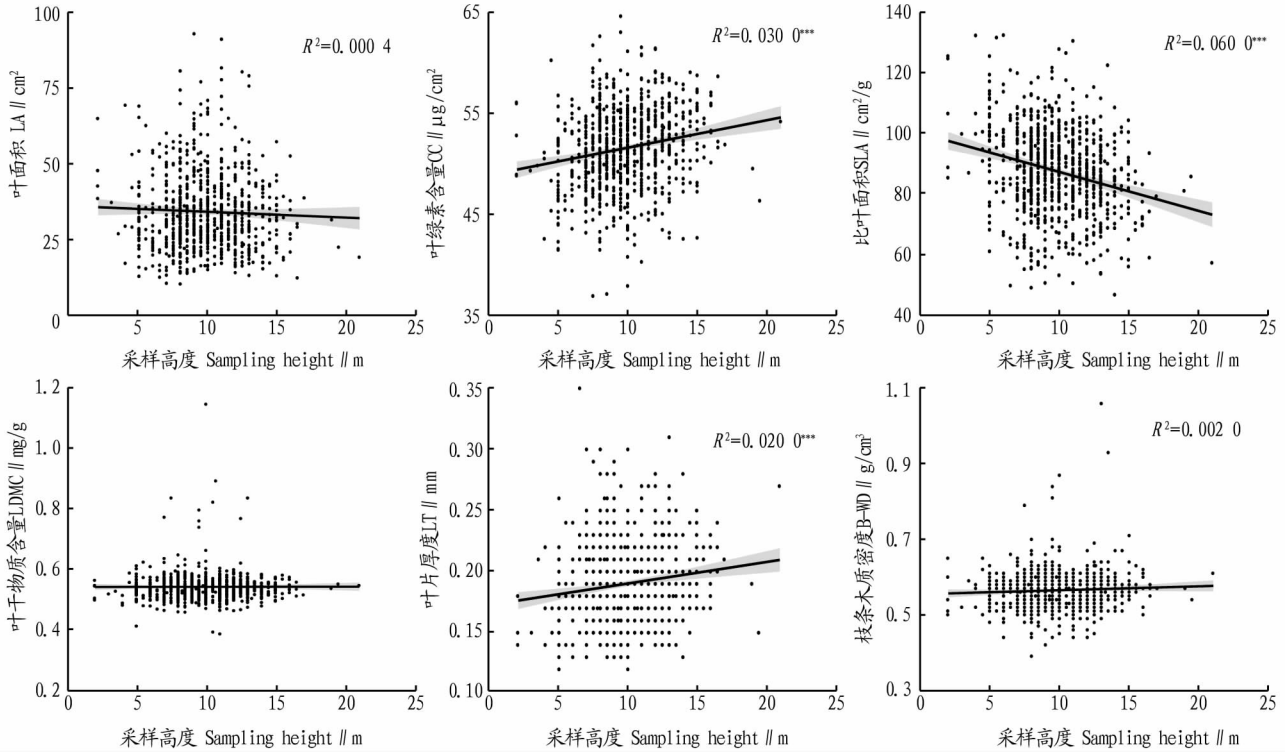 叶面积 LA∥cm²
100
75
50
25
0
R²=0.000 4
5 10 15 20 25
采样高度 Sampling height∥m
叶绿素含量CC∥μg/cm²
65
55
45
35
R²=0.030 0***
0 5 10 15 20 25
采样高度 Sampling height∥m
比叶面积SLA∥cm²/g
140
120
100
80
60
40
R²=0.060 0***
0 5 10 15 20 25
采样高度 Sampling height∥m
叶干物质含量LDMC∥mg/g
1.2
1.0
0.8
0.6
0.4
0.2
0 5 10 15 20 25
采样高度 Sampling height∥m
叶片厚度LT∥mm
0.35
0.30
0.25
0.20
0.15
0.10
R²=0.020 0***
0 5 10 15 20 25
采样高度 Sampling height∥m
枝条木质密度B-WD∥g/cm³
1.1
0.9
0.7
0.5
0.3
R²=0.002 0
0 5 10 15 20 25
采样高度 Sampling height∥m